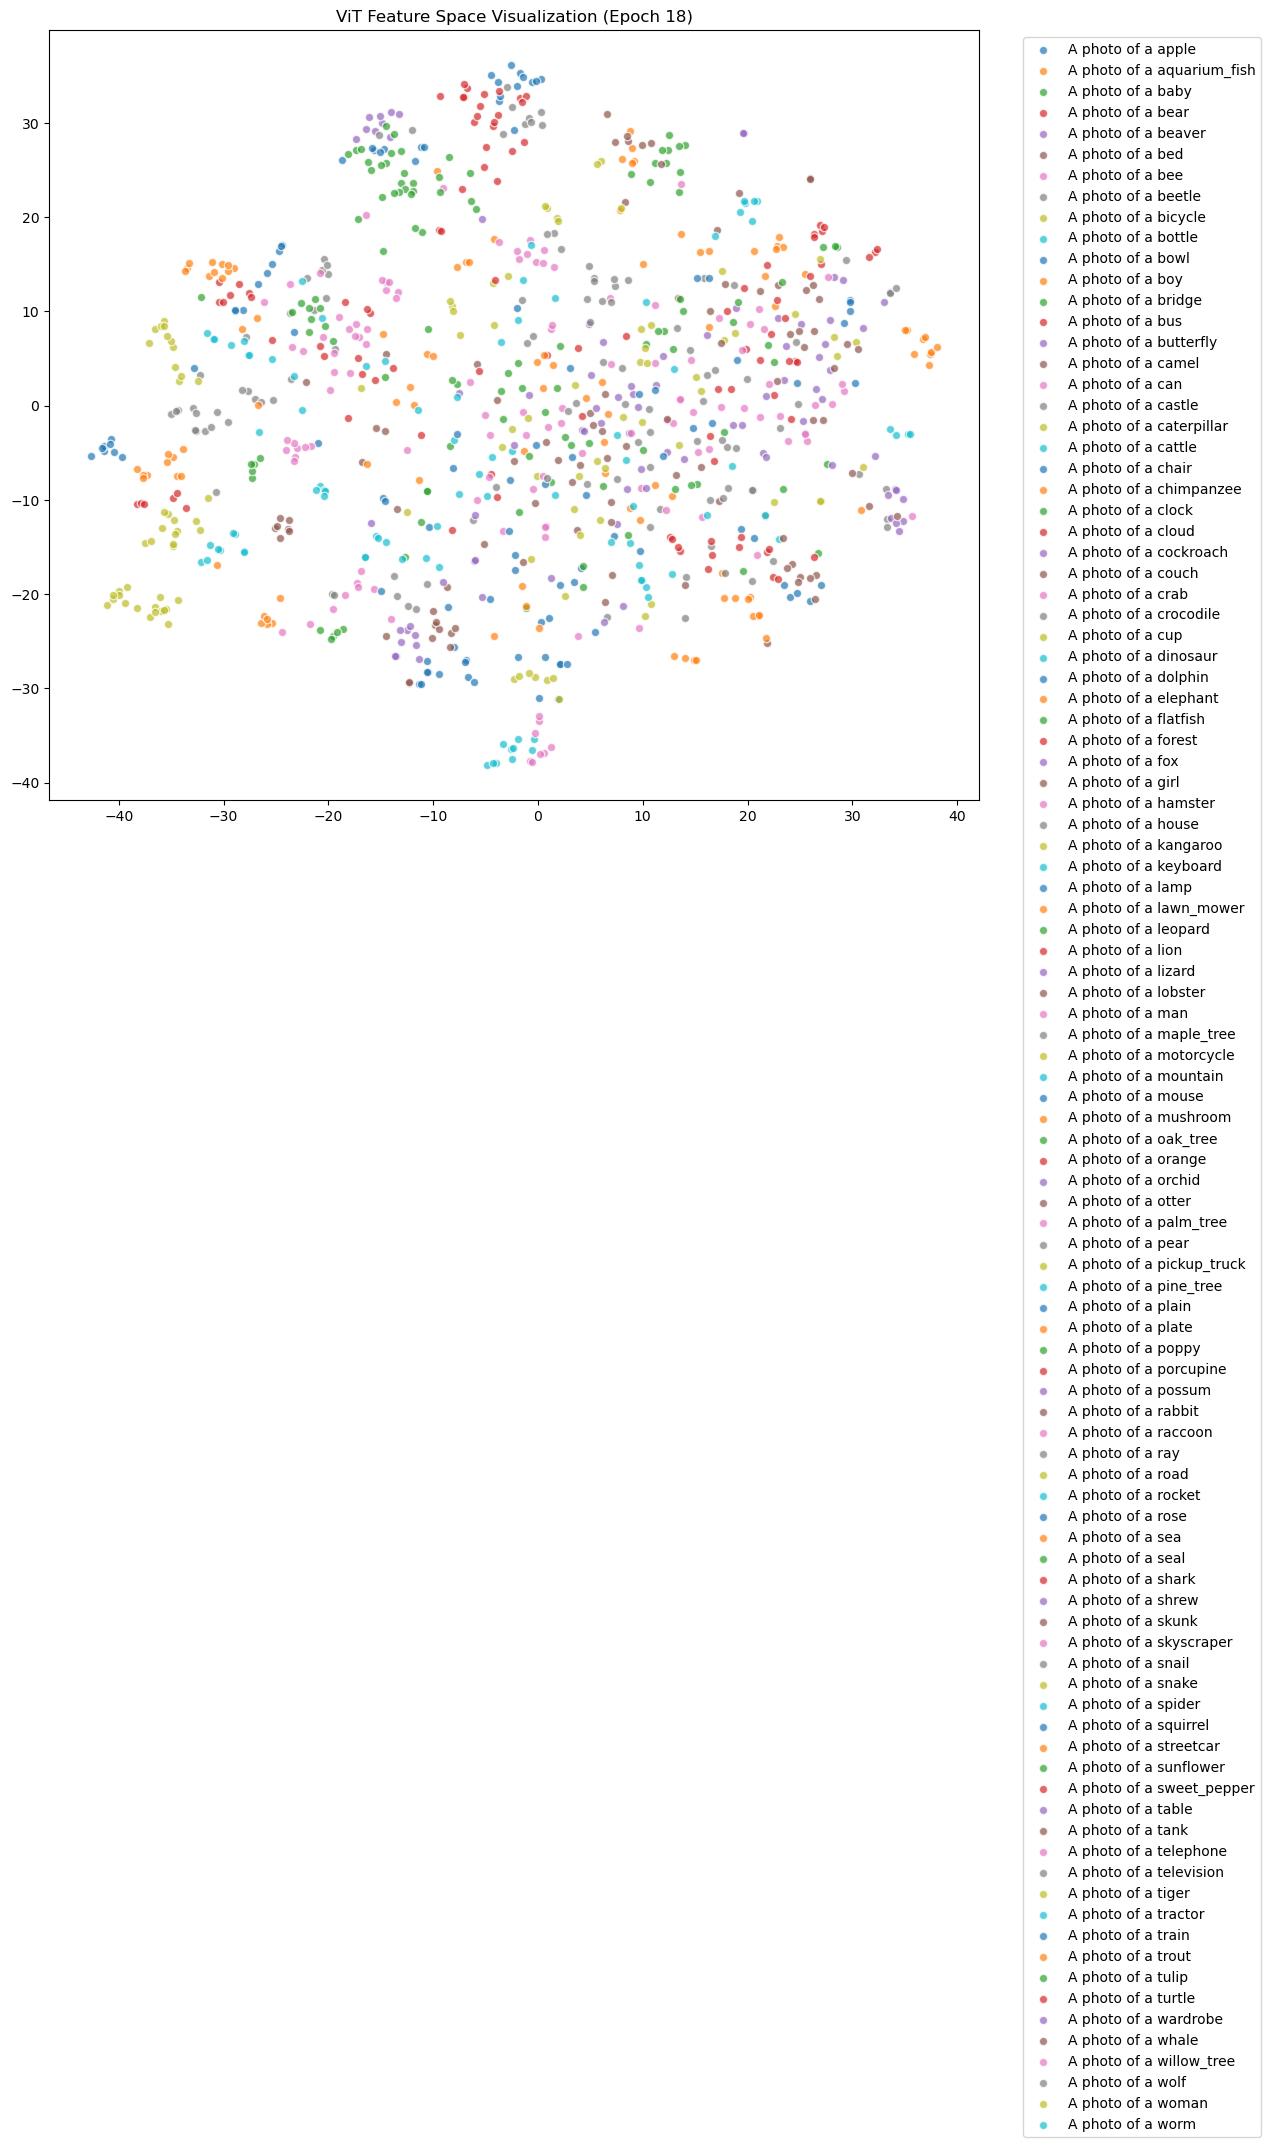 ViT Feature Space Visualization (Epoch 18)
30
20
10
0
−10
−20
−30
−40
−40
−30
−20
−10
0
10
20
30
40
A photo of a apple
A photo of a aquarium_fish
A photo of a baby
A photo of a bear
A photo of a beaver
A photo of a bed
A photo of a bee
A photo of a beetle
A photo of a bicycle
A photo of a bottle
A photo of a bowl
A photo of a boy
A photo of a bridge
A photo of a bus
A photo of a butterfly
A photo of a camel
A photo of a can
A photo of a castle
A photo of a caterpillar
A photo of a cattle
A photo of a chair
A photo of a chimpanzee
A photo of a clock
A photo of a cloud
A photo of a cockroach
A photo of a couch
A photo of a crab
A photo of a crocodile
A photo of a cup
A photo of a dinosaur
A photo of a dolphin
A photo of a elephant
A photo of a flatfish
A photo of a forest
A photo of a fox
A photo of a girl
A photo of a hamster
A photo of a house
A photo of a kangaroo
A photo of a keyboard
A photo of a lamp
A photo of a lawn_mower
A photo of a leopard
A photo of a lion
A photo of a lizard
A photo of a lobster
A photo of a man
A photo of a maple_tree
A photo of a motorcycle
A photo of a mountain
A photo of a mouse
A photo of a mushroom
A photo of a oak_tree
A photo of a orange
A photo of a orchid
A photo of a otter
A photo of a palm_tree
A photo of a pear
A photo of a pickup_truck
A photo of a pine_tree
A photo of a plain
A photo of a plate
A photo of a poppy
A photo of a porcupine
A photo of a possum
A photo of a rabbit
A photo of a raccoon
A photo of a ray
A photo of a road
A photo of a rocket
A photo of a rose
A photo of a sea
A photo of a seal
A photo of a shark
A photo of a shrew
A photo of a skunk
A photo of a skyscraper
A photo of a snail
A photo of a snake
A photo of a spider
A photo of a squirrel
A photo of a streetcar
A photo of a sunflower
A photo of a sweet_pepper
A photo of a table
A photo of a tank
A photo of a telephone
A photo of a television
A photo of a tiger
A photo of a tractor
A photo of a train
A photo of a trout
A photo of a tulip
A photo of a turtle
A photo of a wardrobe
A photo of a whale
A photo of a willow_tree
A photo of a wolf
A photo of a woman
A photo of a worm